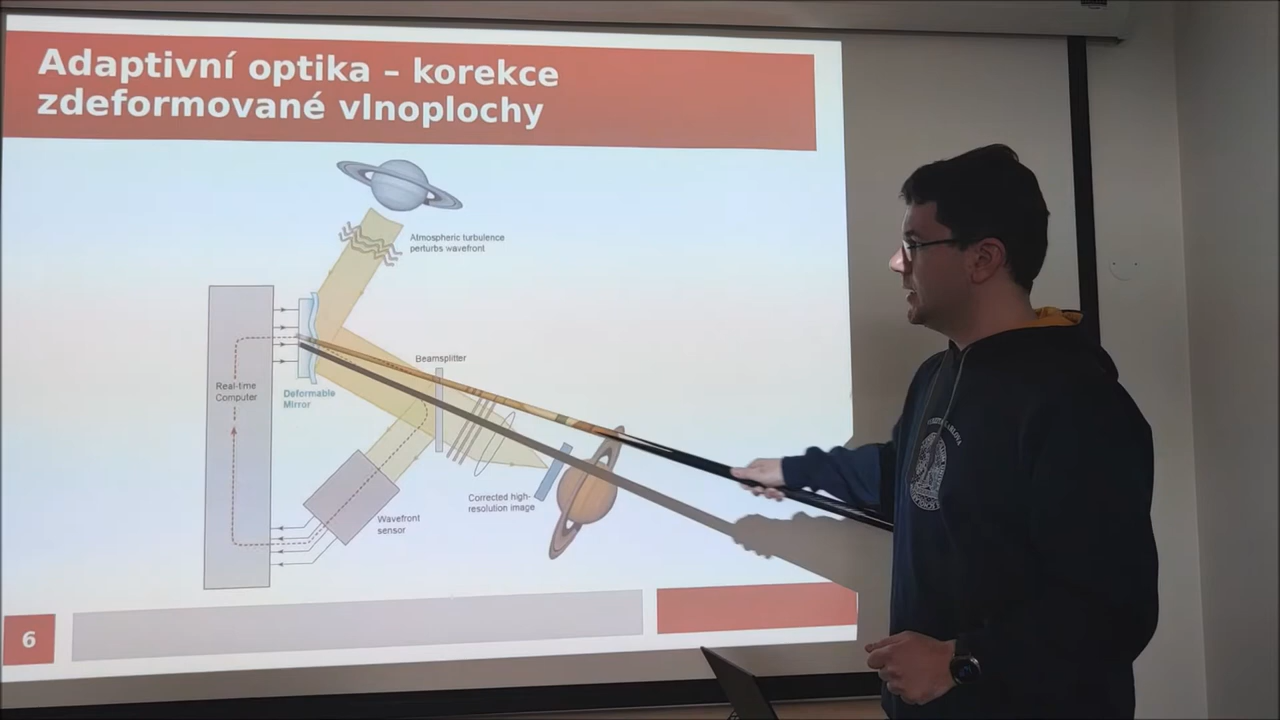 Adaptivní optika – korekce
zdeformované vlnoplochy
Atmospheric turbulence
perturbs wavefront
Beamsplitter
Real-time
Computer
Deformable
Mirror
Corrected high-
resolution image
Wavefront
sensor
6